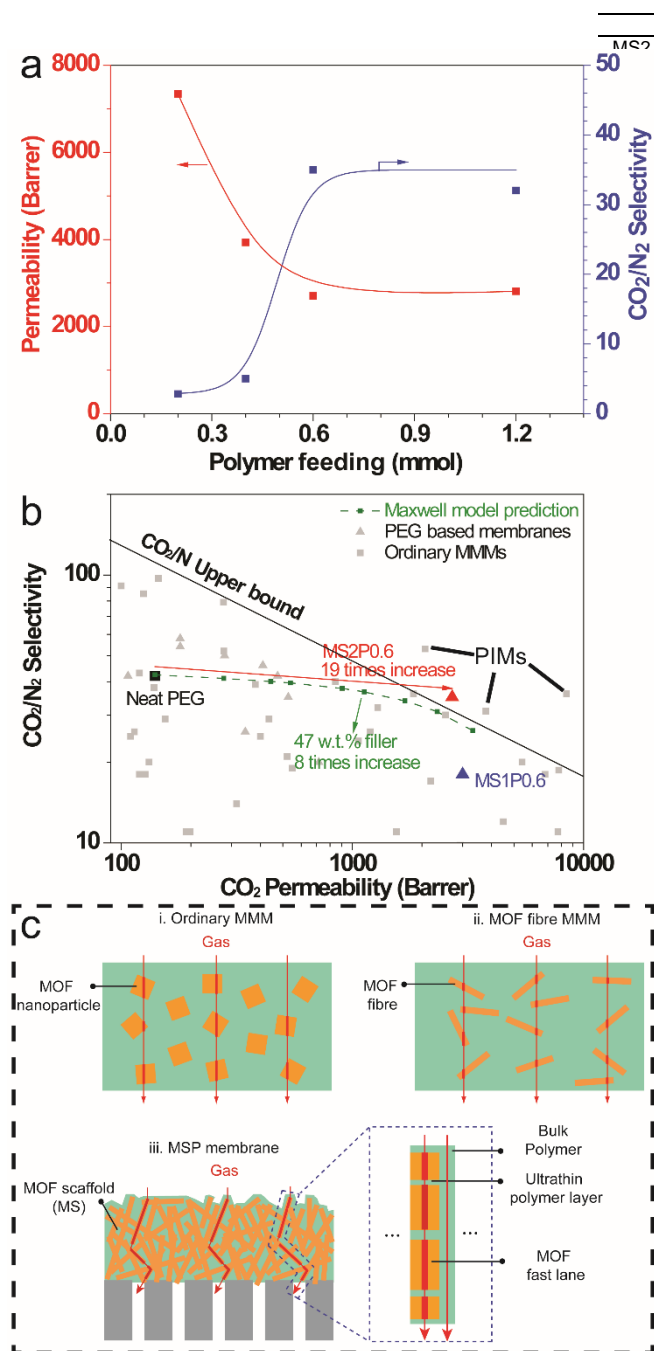 MS2
a
8000
6000
4000
2000
0
Permeability (Barrer)
50
40
30
20
10
0
CO2/N2 Selectivity
0.0 0.3 0.6 0.9 1.2
Polymer feeding (mmol)
b
Maxwell model prediction
PEG based membranes
Ordinary MMMs
CO2/N Upper bound
100
10
CO2/N2 Selectivity
MS2P0.6
19 times increase
PIMs
Neat PEG
47 w.t.% filler
8 times increase
MS1P0.6
100 1000 10000
CO2 Permeability (Barrer)
c
i. Ordinary MMM
Gas
MOF
nanoparticle
ii. MOF fibre MMM
Gas
MOF
fibre
iii. MSP membrane
Gas
MOF scaffold
(MS)
...
...
Bulk
Polymer
Ultrathin
polymer layer
MOF
fast lane